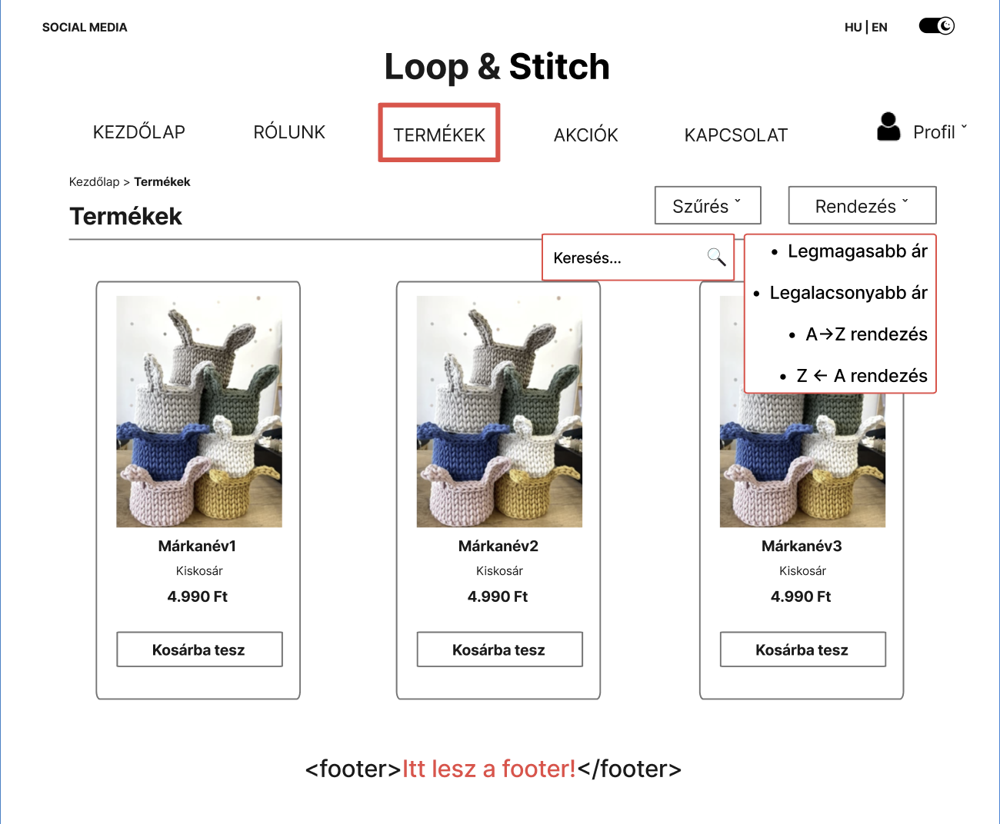 SOCIAL MEDIA
HU | EN
Loop & Stitch
KEZDŐLAP
RÓLUNK
TERMÉKEK
AKCIÓK
KAPCSOLAT
Profil ˇ
Kezdőlap > Termékek
Termékek
Szűrés ˇ
Rendezés ˇ
Keresés...
• Legmagasabb ár
• Legalacsonyabb ár
• A→Z rendezés
• Z ← A rendezés
Márkanév1
Kiskosár
4.990 Ft
Kosárba tesz
Márkanév2
Kiskosár
4.990 Ft
Kosárba tesz
Márkanév3
Kiskosár
4.990 Ft
Kosárba tesz
<footer>Itt lesz a footer!</footer>